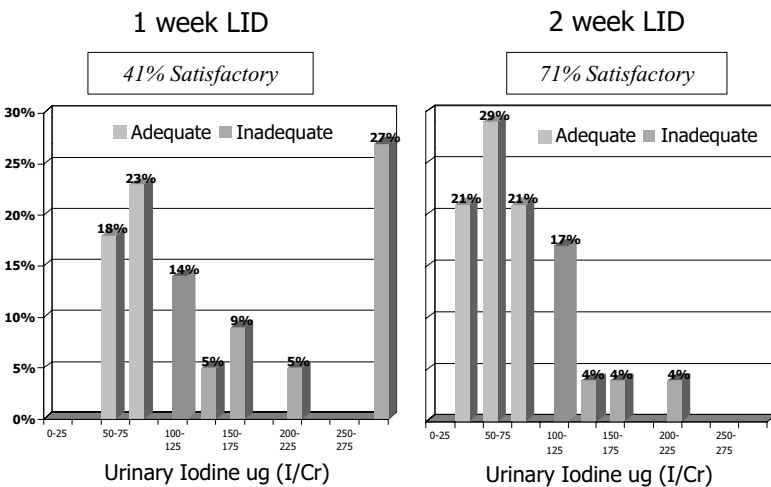 1 week LID
41% Satisfactory
30%
25%
20%
15%
10%
5%
0%
Adequate Inadequate
18%
23%
14%
5%
9%
5%
27%
0-25 50-75 100-125 150-175 200-225 250-275
Urinary Iodine ug (I/Cr)
2 week LID
71% Satisfactory
Adequate Inadequate
21%
29%
21%
17%
4%
4%
4%
0-25 50-75 100-125 150-175 200-225 250-275
Urinary Iodine ug (I/Cr)